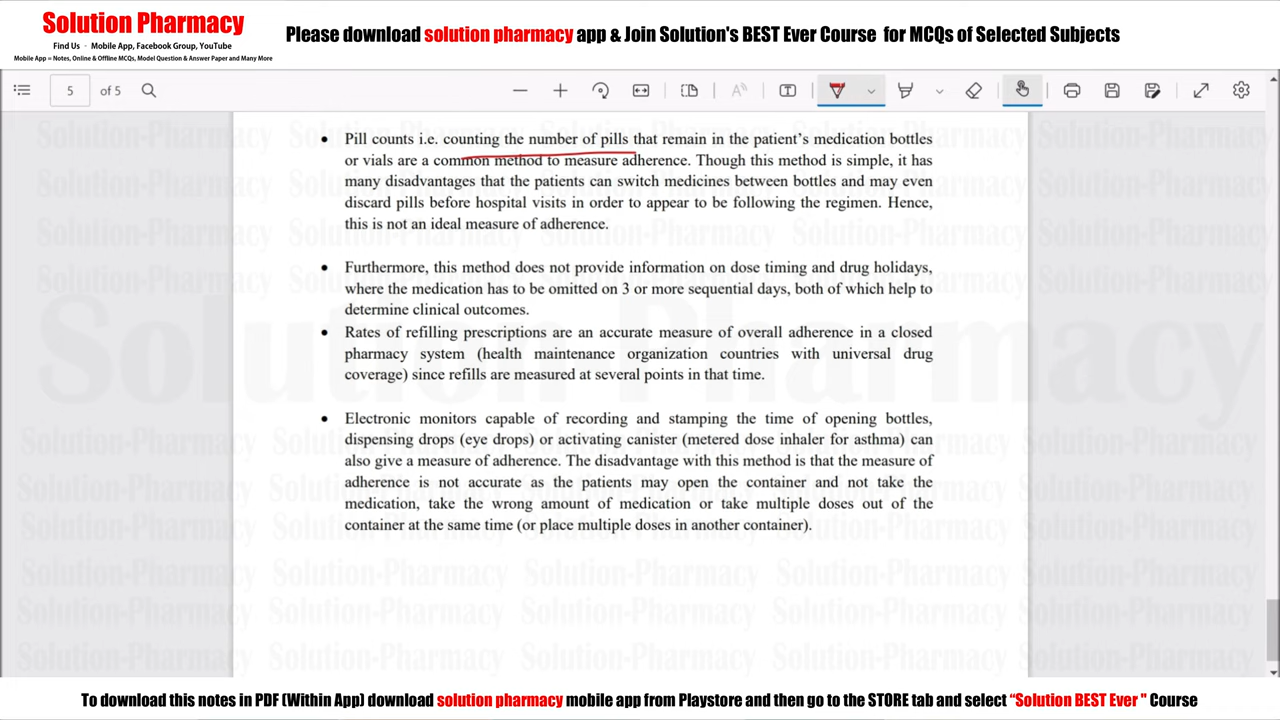 Solution Pharmacy
Find Us - Mobile App, Facebook Group, YouTube
Mobile App = Notes, Online & Offline MCQs, Model Question & Answer Paper and Many More
Please download solution pharmacy app & Join Solution's BEST Ever Course for MCQs of Selected Subjects
5 of 5
• Pill counts i.e. counting the number of pills that remain in the patient's medication bottles
or vials are a common method to measure adherence. Though this method is simple, it has
many disadvantages that the patients can switch medicines between bottles and may even
discard pills before hospital visits in order to appear to be following the regimen. Hence,
this is not an ideal measure of adherence.
• Furthermore, this method does not provide information on dose timing and drug holidays,
where the medication has to be omitted on 3 or more sequential days, both of which help to
determine clinical outcomes.
• Rates of refilling prescriptions are an accurate measure of overall adherence in a closed
pharmacy system (health maintenance organization countries with universal drug
coverage) since refills are measured at several points in that time.
• Electronic monitors capable of recording and stamping the time of opening bottles,
dispensing drops (eye drops) or activating canister (metered dose inhaler for asthma) can
also give a measure of adherence. The disadvantage with this method is that the measure of
adherence is not accurate as the patients may open the container and not take the
medication, take the wrong amount of medication or take multiple doses out of the
container at the same time (or place multiple doses in another container).
Solution Pharmacy
To download this notes in PDF (Within App) download solution pharmacy mobile app from Playstore and then go to the STORE tab and select “Solution BEST Ever " Course